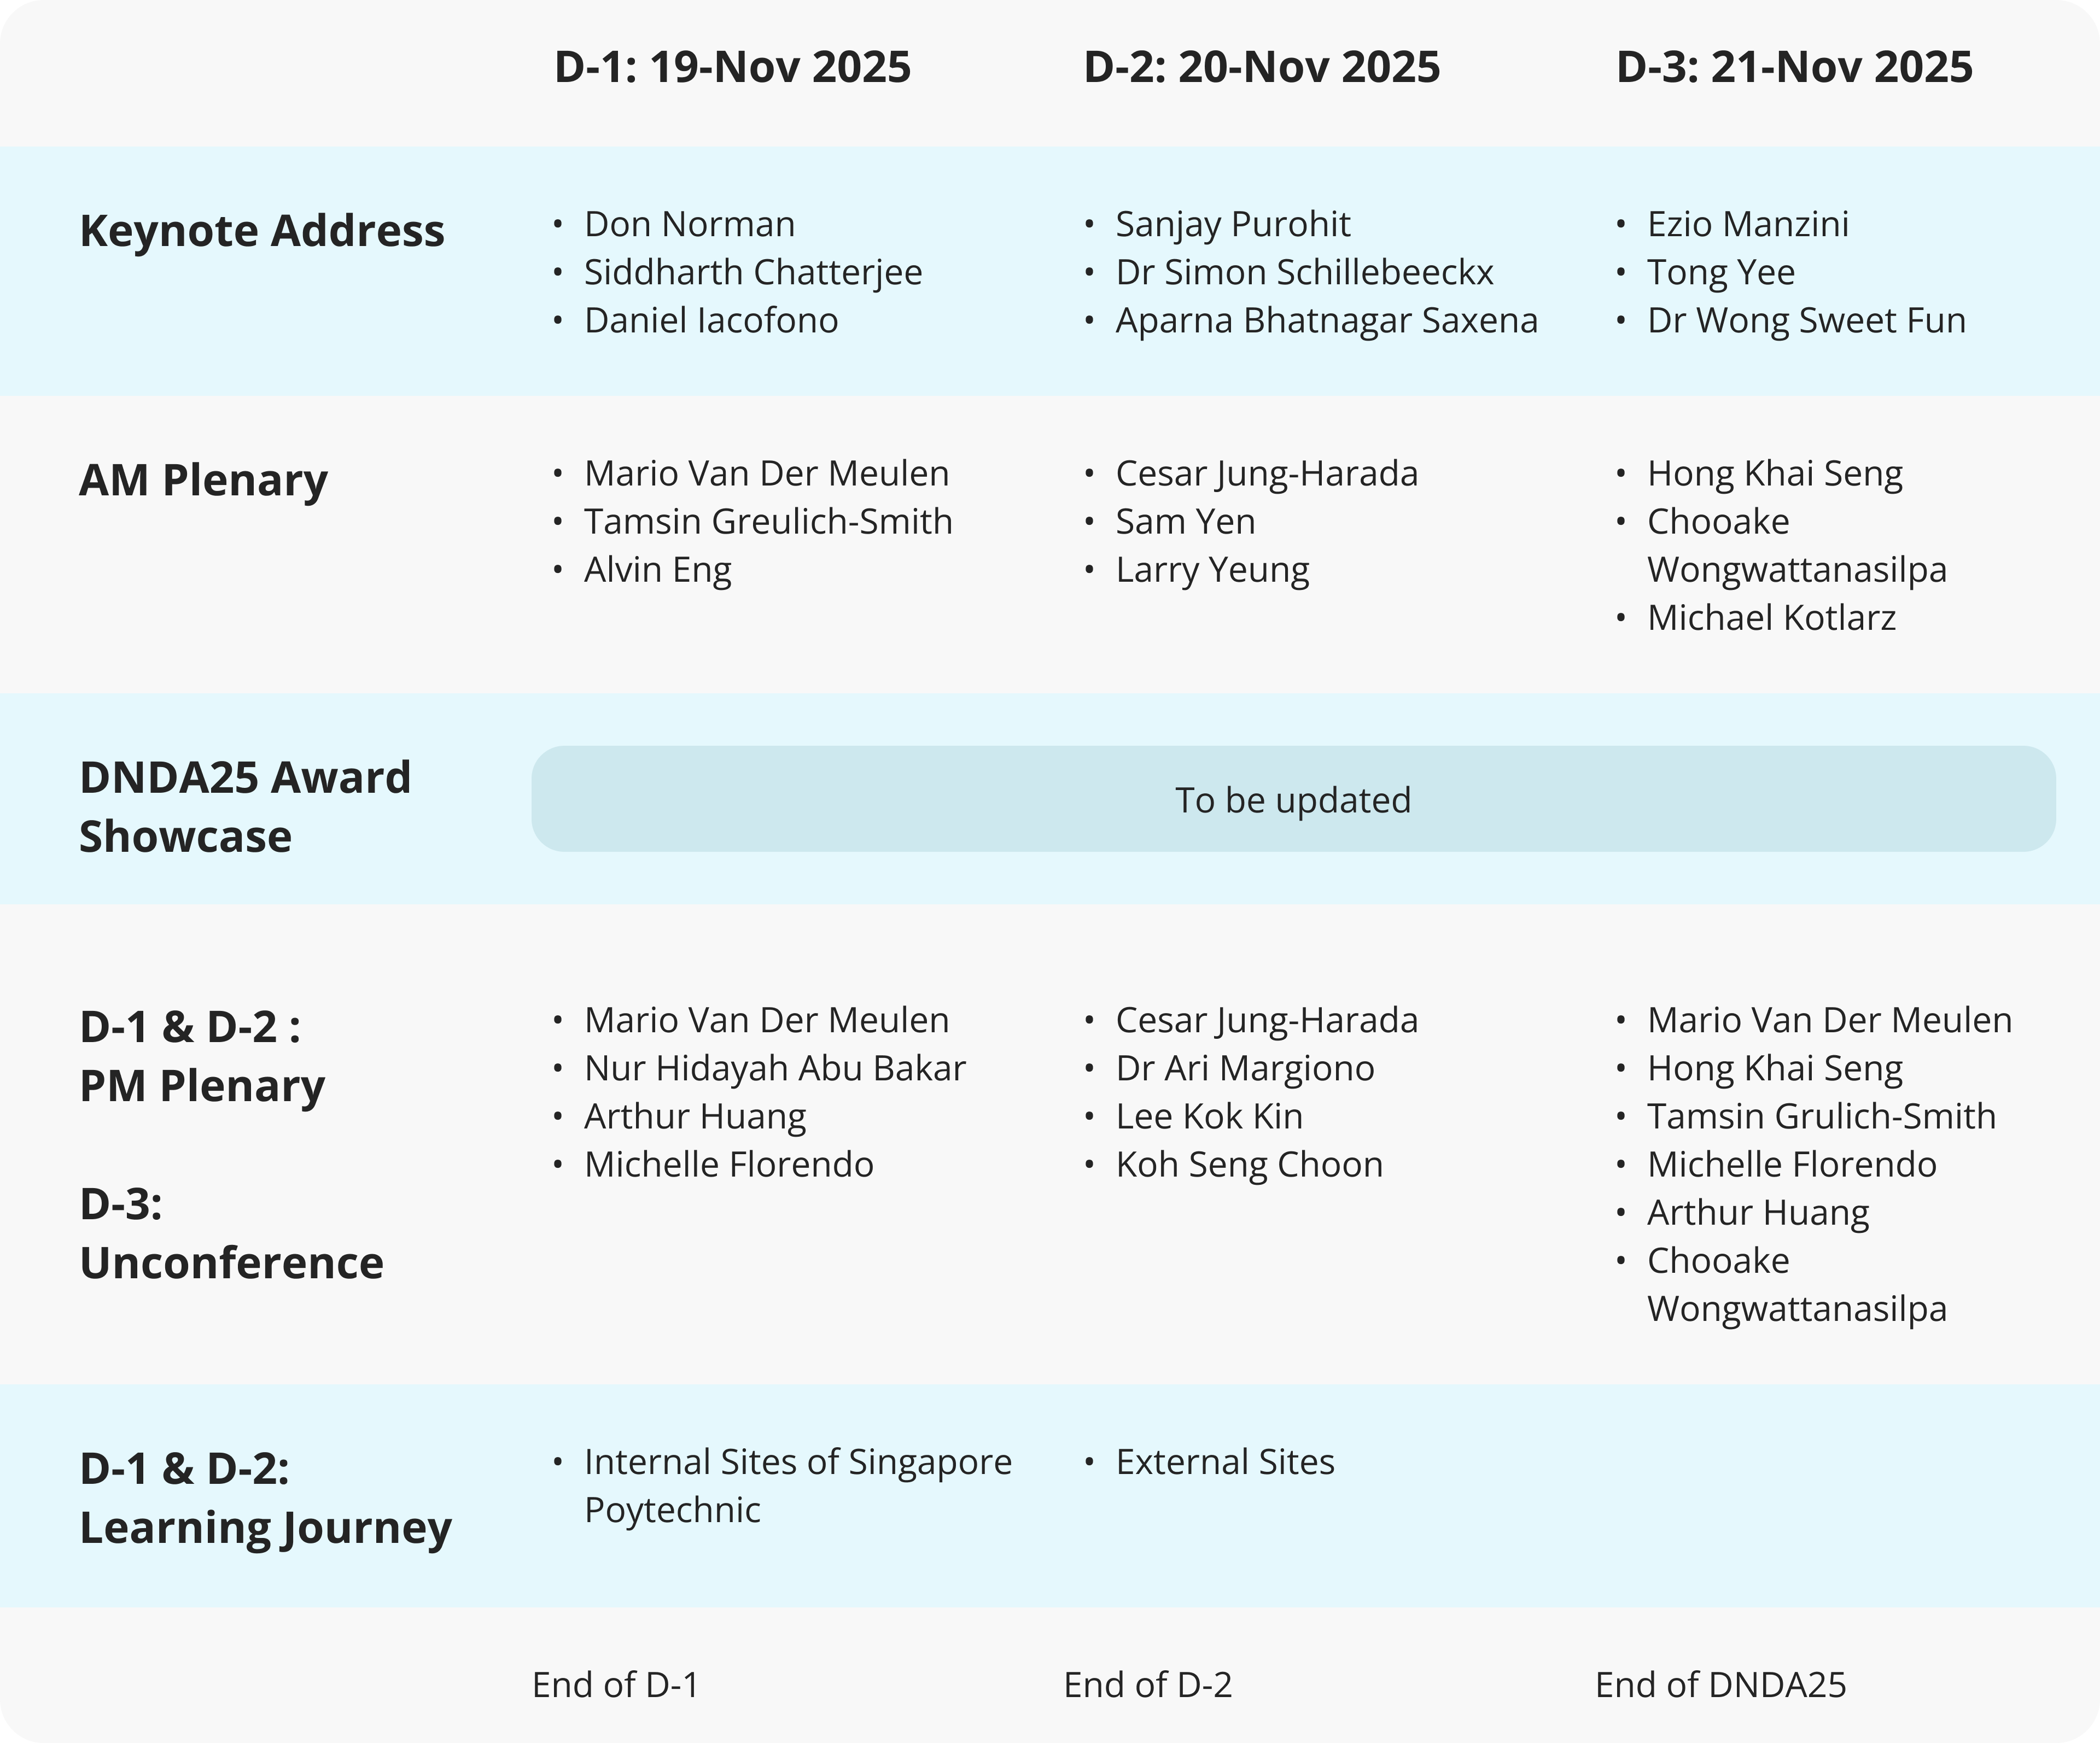 D-1: 19-Nov 2025
D-2: 20-Nov 2025
D-3: 21-Nov 2025
Keynote Address
• Don Norman
• Siddharth Chatterjee
• Daniel Iacofono
• Sanjay Purohit
• Dr Simon Schillebeeckx
• Aparna Bhatnagar Saxena
• Ezio Manzini
• Tong Yee
• Dr Wong Sweet Fun
AM Plenary
• Mario Van Der Meulen
• Tamsin Greulich-Smith
• Alvin Eng
• Cesar Jung-Harada
• Sam Yen
• Larry Yeung
• Hong Khai Seng
• Chooake
Wongwattanasilpa
• Michael Kotlarz
DNDA25 Award
Showcase
To be updated
D-1 & D-2 :
PM Plenary
D-3:
Unconference
• Mario Van Der Meulen
• Nur Hidayah Abu Bakar
• Arthur Huang
• Michelle Florendo
• Cesar Jung-Harada
• Dr Ari Margiono
• Lee Kok Kin
• Koh Seng Choon
• Mario Van Der Meulen
• Hong Khai Seng
• Tamsin Grulich-Smith
• Michelle Florendo
• Arthur Huang
• Chooake
Wongwattanasilpa
D-1 & D-2:
Learning Journey
• Internal Sites of Singapore
Poytechnic
• External Sites
End of D-1
End of D-2
End of DNDA25